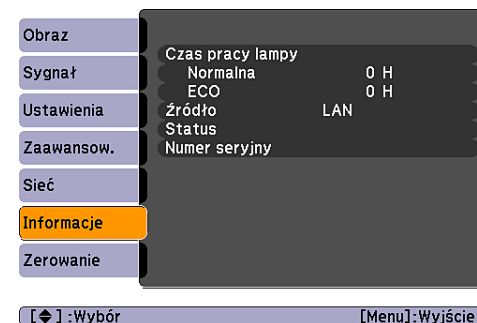 Obraz
Sygnał
Ustawienia
Zaawansow.
Sieć
Informacje
Zerowanie
Czas pracy lampy
Normalna 0 H
ECO 0 H
Źródło LAN
Status
Numer seryjny
[◆] :Wybór [Menu]:Wyjście